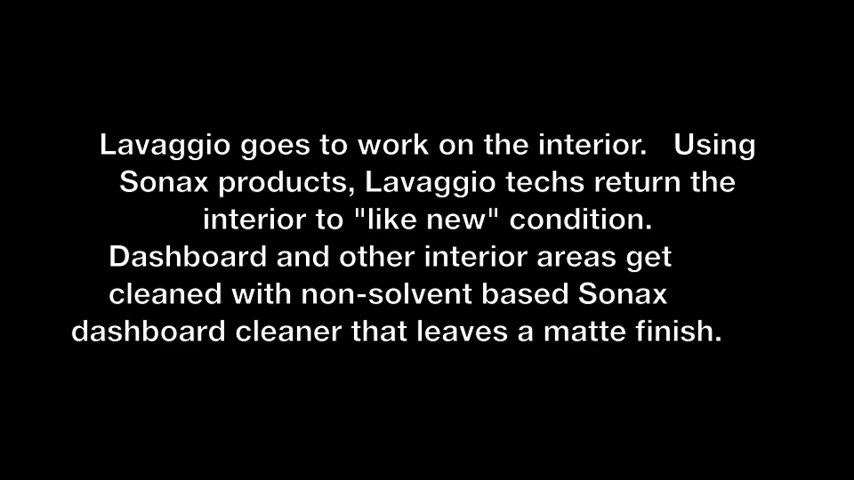 Lavaggio goes to work on the interior.   Using
Sonax products, Lavaggio techs return the
interior to "like new" condition.
Dashboard and other interior areas get
cleaned with non-solvent based Sonax
dashboard cleaner that leaves a matte finish.